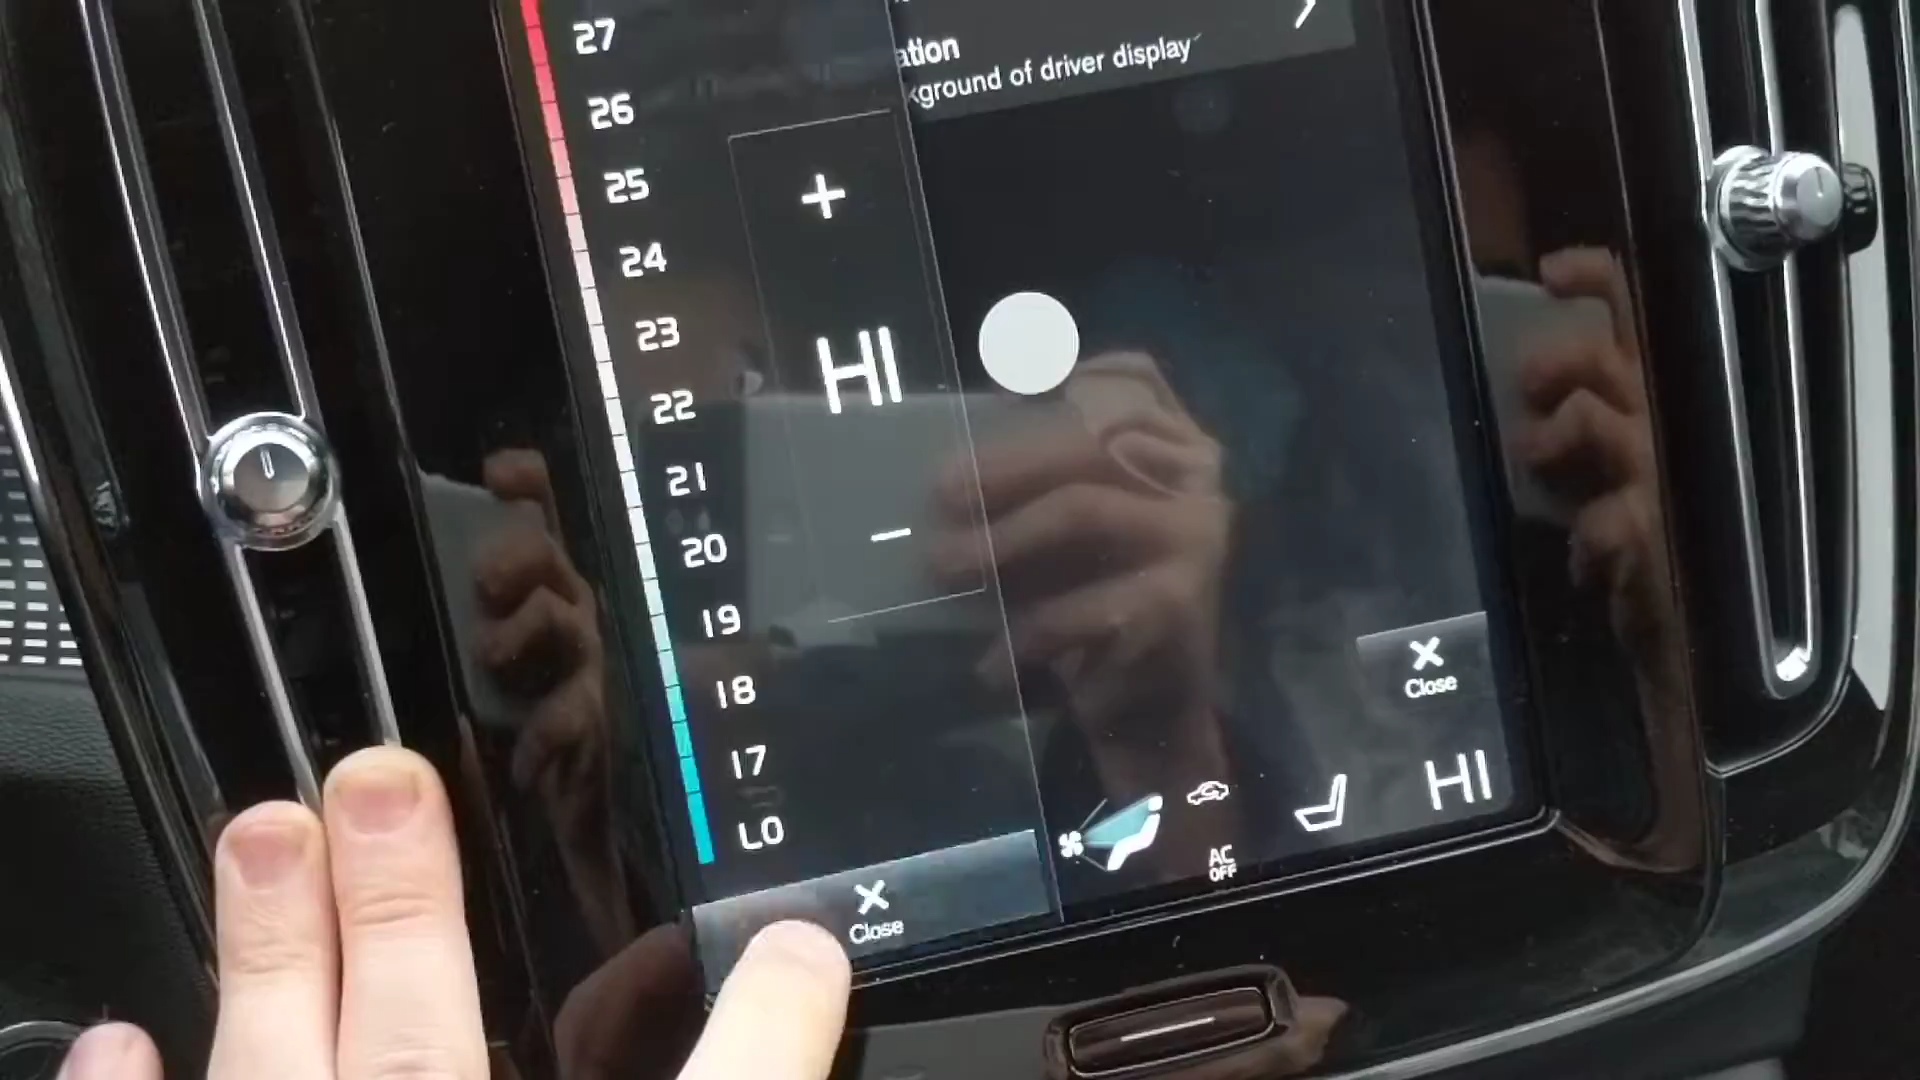 ation
kground of driver display
27
26
25
24
23
22
21
20
19
18
17
LO
+
HI
−
Close
Close
AC
OFF
HI